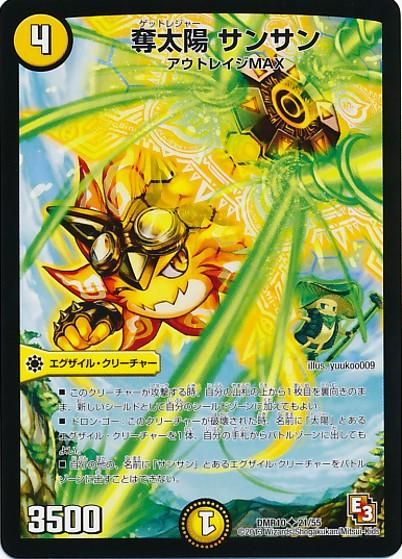 4
ゲットレジャー
奪太陽 サンサン
アウトレイジMAX
illus. yuukoo009
エグザイル・クリーチャー
■ このクリーチャーが攻撃する時、自分の山札の上から1枚目を裏向きのま
ま、新しいシールドとして自分のシールドゾーンに加えてもよい。
■ ドロン・ゴー：このクリーチャーが破壊された時、名前に「太陽」とある
エグザイル・クリーチャーを1体、自分の手札からバトルゾーンに出しても
よい。
■ 自分の他の、名前に「サンサン」とあるエグザイル・クリーチャーをバトル
ゾーンに出すことはできない。
E3
3500
1
DMR10 ◆ 21/55
©2013 Wizards/Shogakukan/Mitsui-Kids